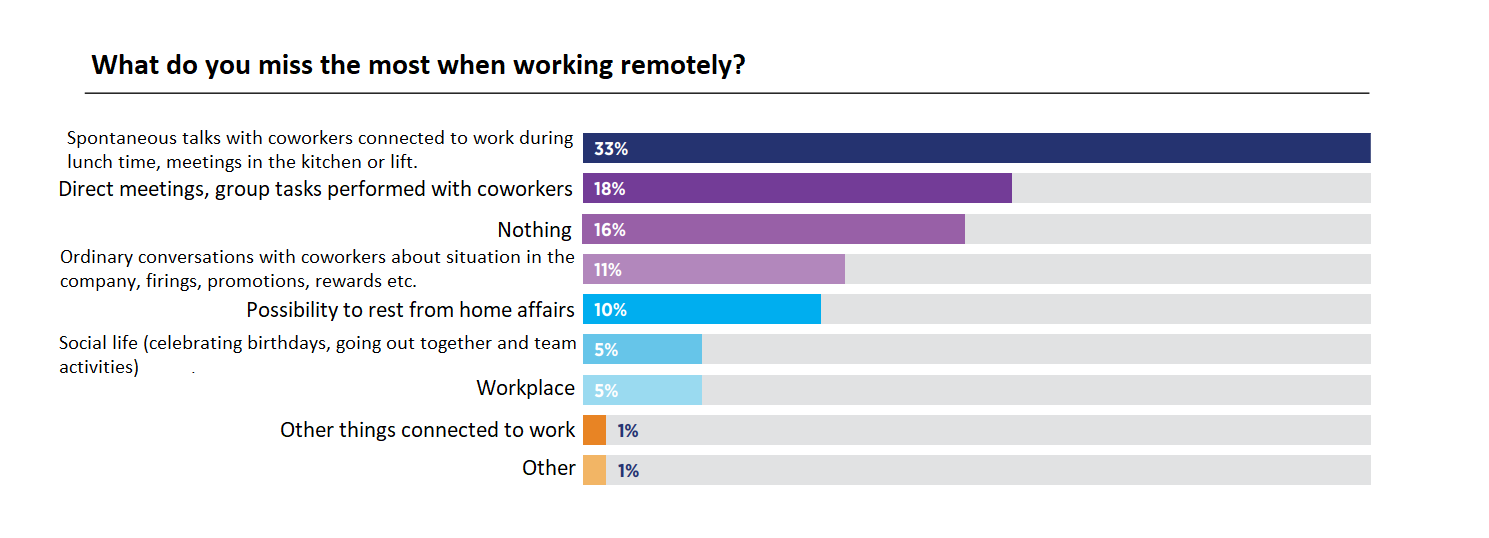 What do you miss the most when working remotely?
Spontaneous talks with coworkers connected to work during
lunch time, meetings in the kitchen or lift.
33%
Direct meetings, group tasks performed with coworkers
18%
Nothing
16%
Ordinary conversations with coworkers about situation in the
company, firings, promotions, rewards etc.
11%
Possibility to rest from home affairs
10%
Social life (celebrating birthdays, going out together and team
activities) .
5%
Workplace
5%
Other things connected to work
1%
Other
1%